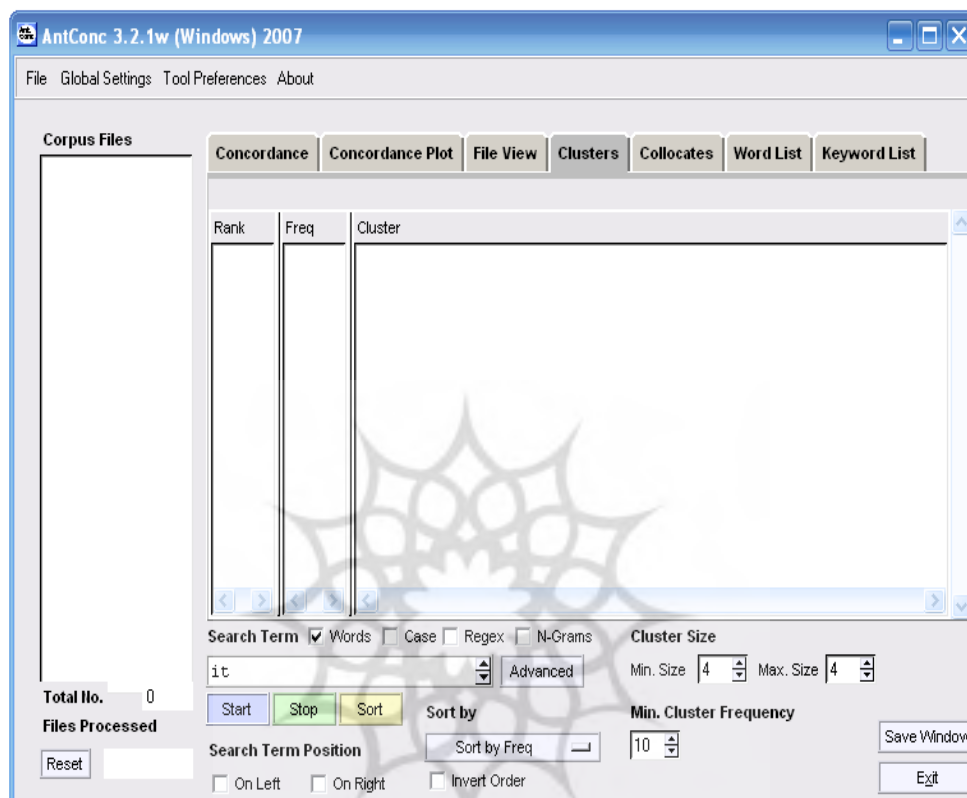 AntConc 3.2.1w (Windows) 2007
File Global Settings Tool Preferences About
Corpus Files
Concordance Concordance Plot File View Clusters Collocates Word List Keyword List
Rank Freq Cluster
Search Term Words Case Regex N-Grams Cluster Size
it Advanced Min. Size 4 Max. Size 4
Total No. 0
Start Stop Sort Sort by Min. Cluster Frequency
Files Processed
Search Term Position Sort by Freq 10 Save Window
Reset
On Left On Right Invert Order Exit